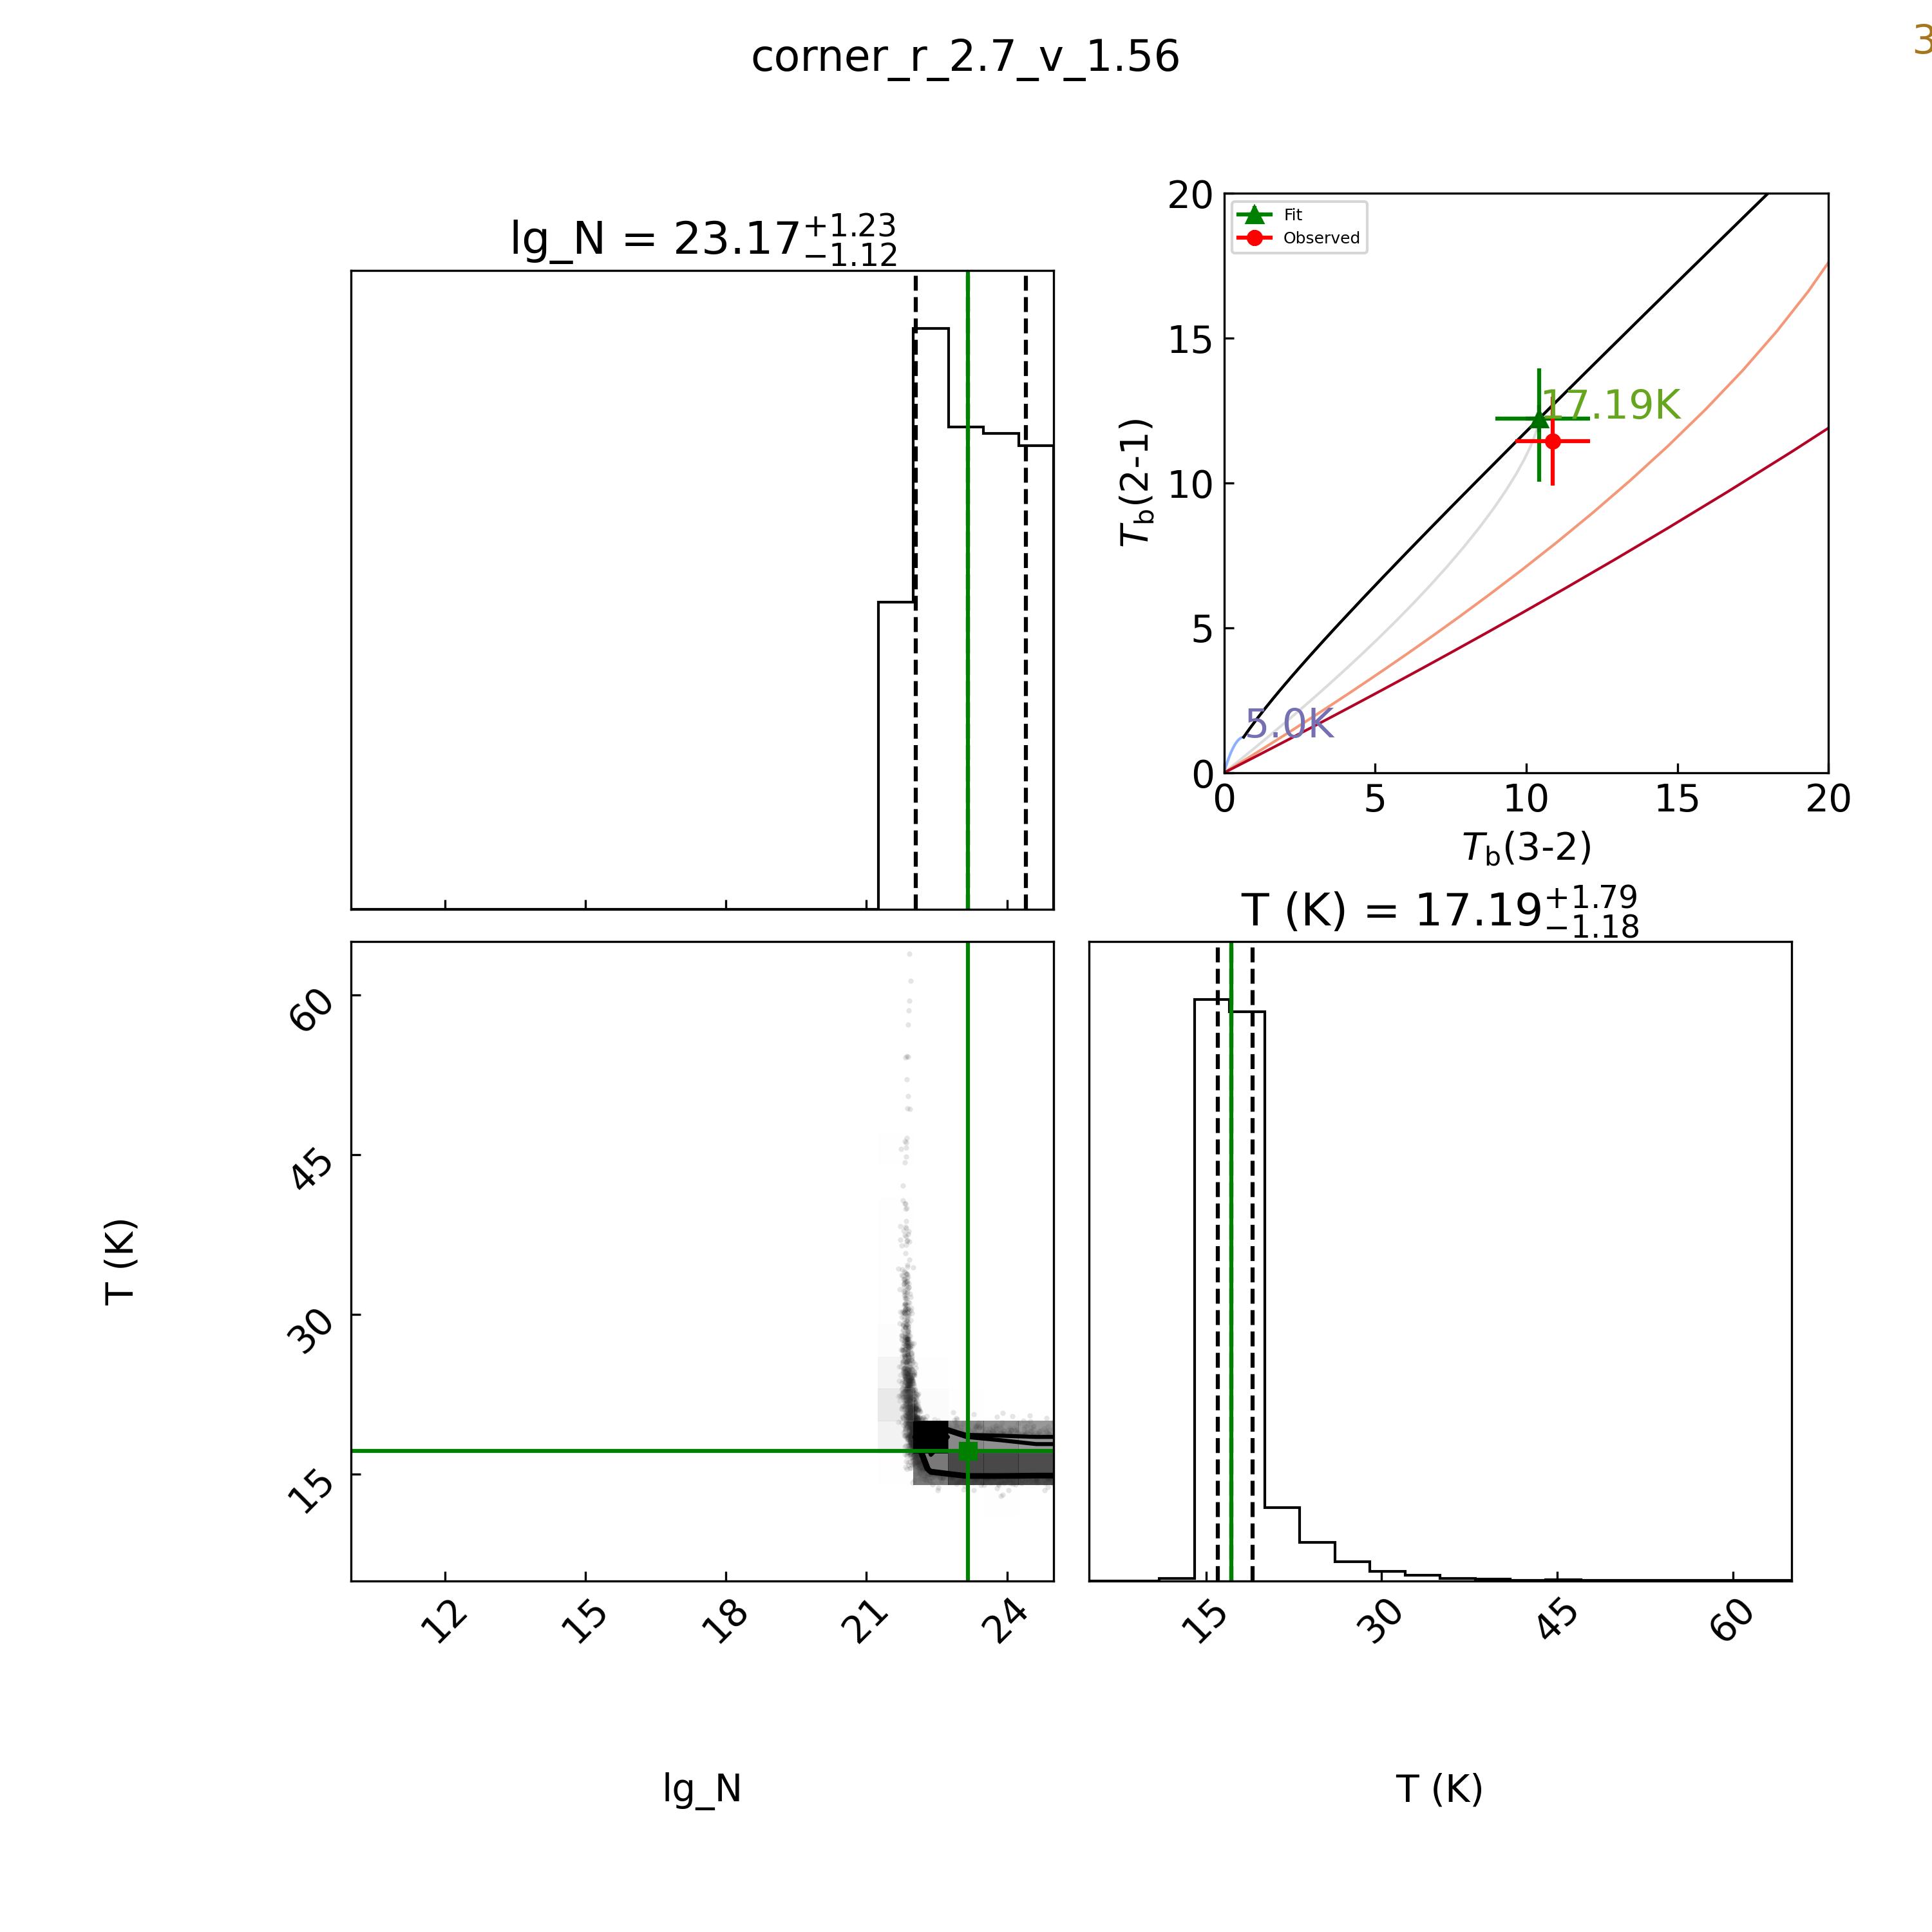 corner_r_2.7_v_1.56
3
lg_N = 23.17+1.23 −1.12
20
15
10
5
0
Fit
Observed
17.19K
5.0K
Tb(2-1)
0 5 10 15 20
Tb(3-2)
T (K) = 17.19+1.79 −1.18
60
45
30
15
T (K)
12 15 18 21 24
15 30 45 60
lg_N
T (K)